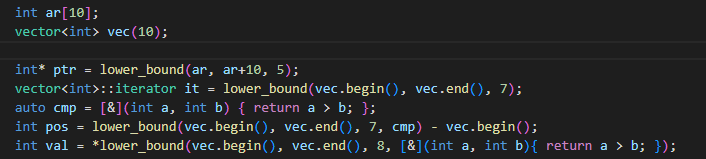 int ar[10];
vector<int> vec(10);
int* ptr = lower_bound(ar, ar+10, 5);
vector<int>::iterator it = lower_bound(vec.begin(), vec.end(), 7);
auto cmp = [&](int a, int b) { return a > b; };
int pos = lower_bound(vec.begin(), vec.end(), 7, cmp) - vec.begin();
int val = *lower_bound(vec.begin(), vec.end(), 8, [&](int a, int b){ return a > b; });